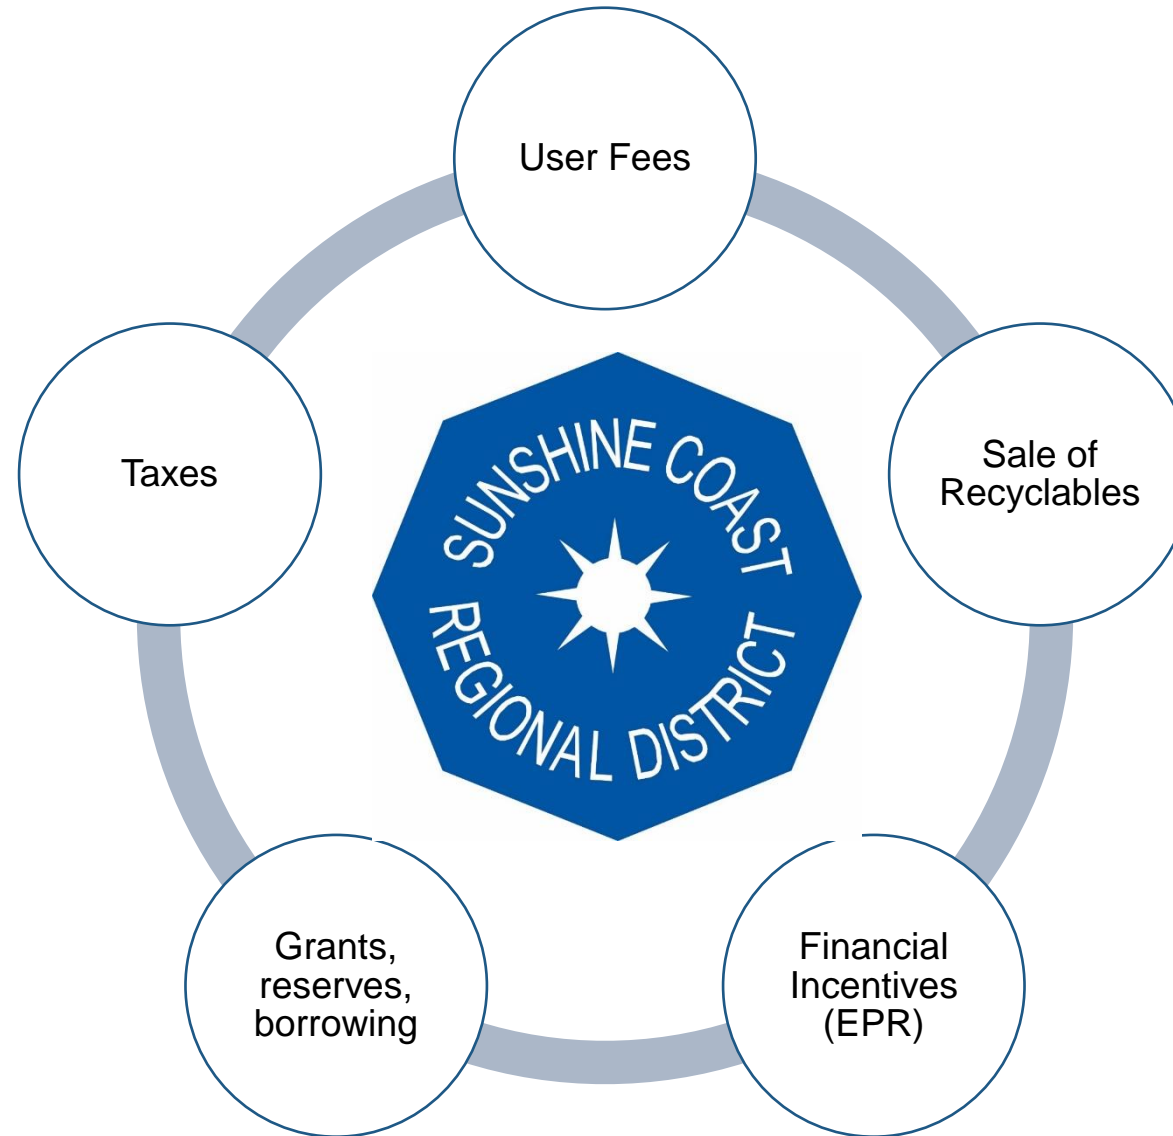 User Fees
Sale of
Recyclables
Financial
Incentives
(EPR)
Grants,
reserves,
borrowing
Taxes
SUNSHINE COAST
REGIONAL DISTRICT